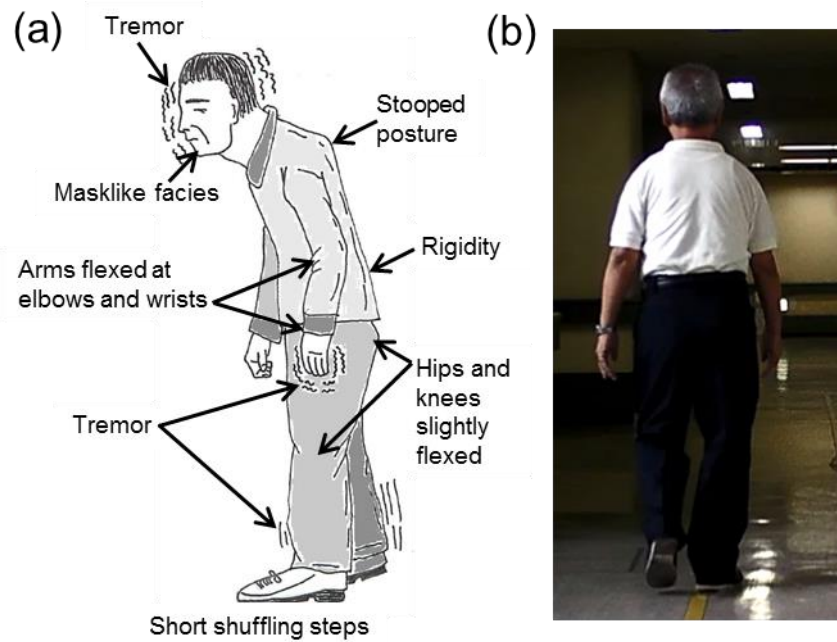 (a)
Tremor
Stooped
posture
Masklike facies
Rigidity
Arms flexed at
elbows and wrists
Hips and
knees
slightly
flexed
Tremor
Short shuffling steps
(b)